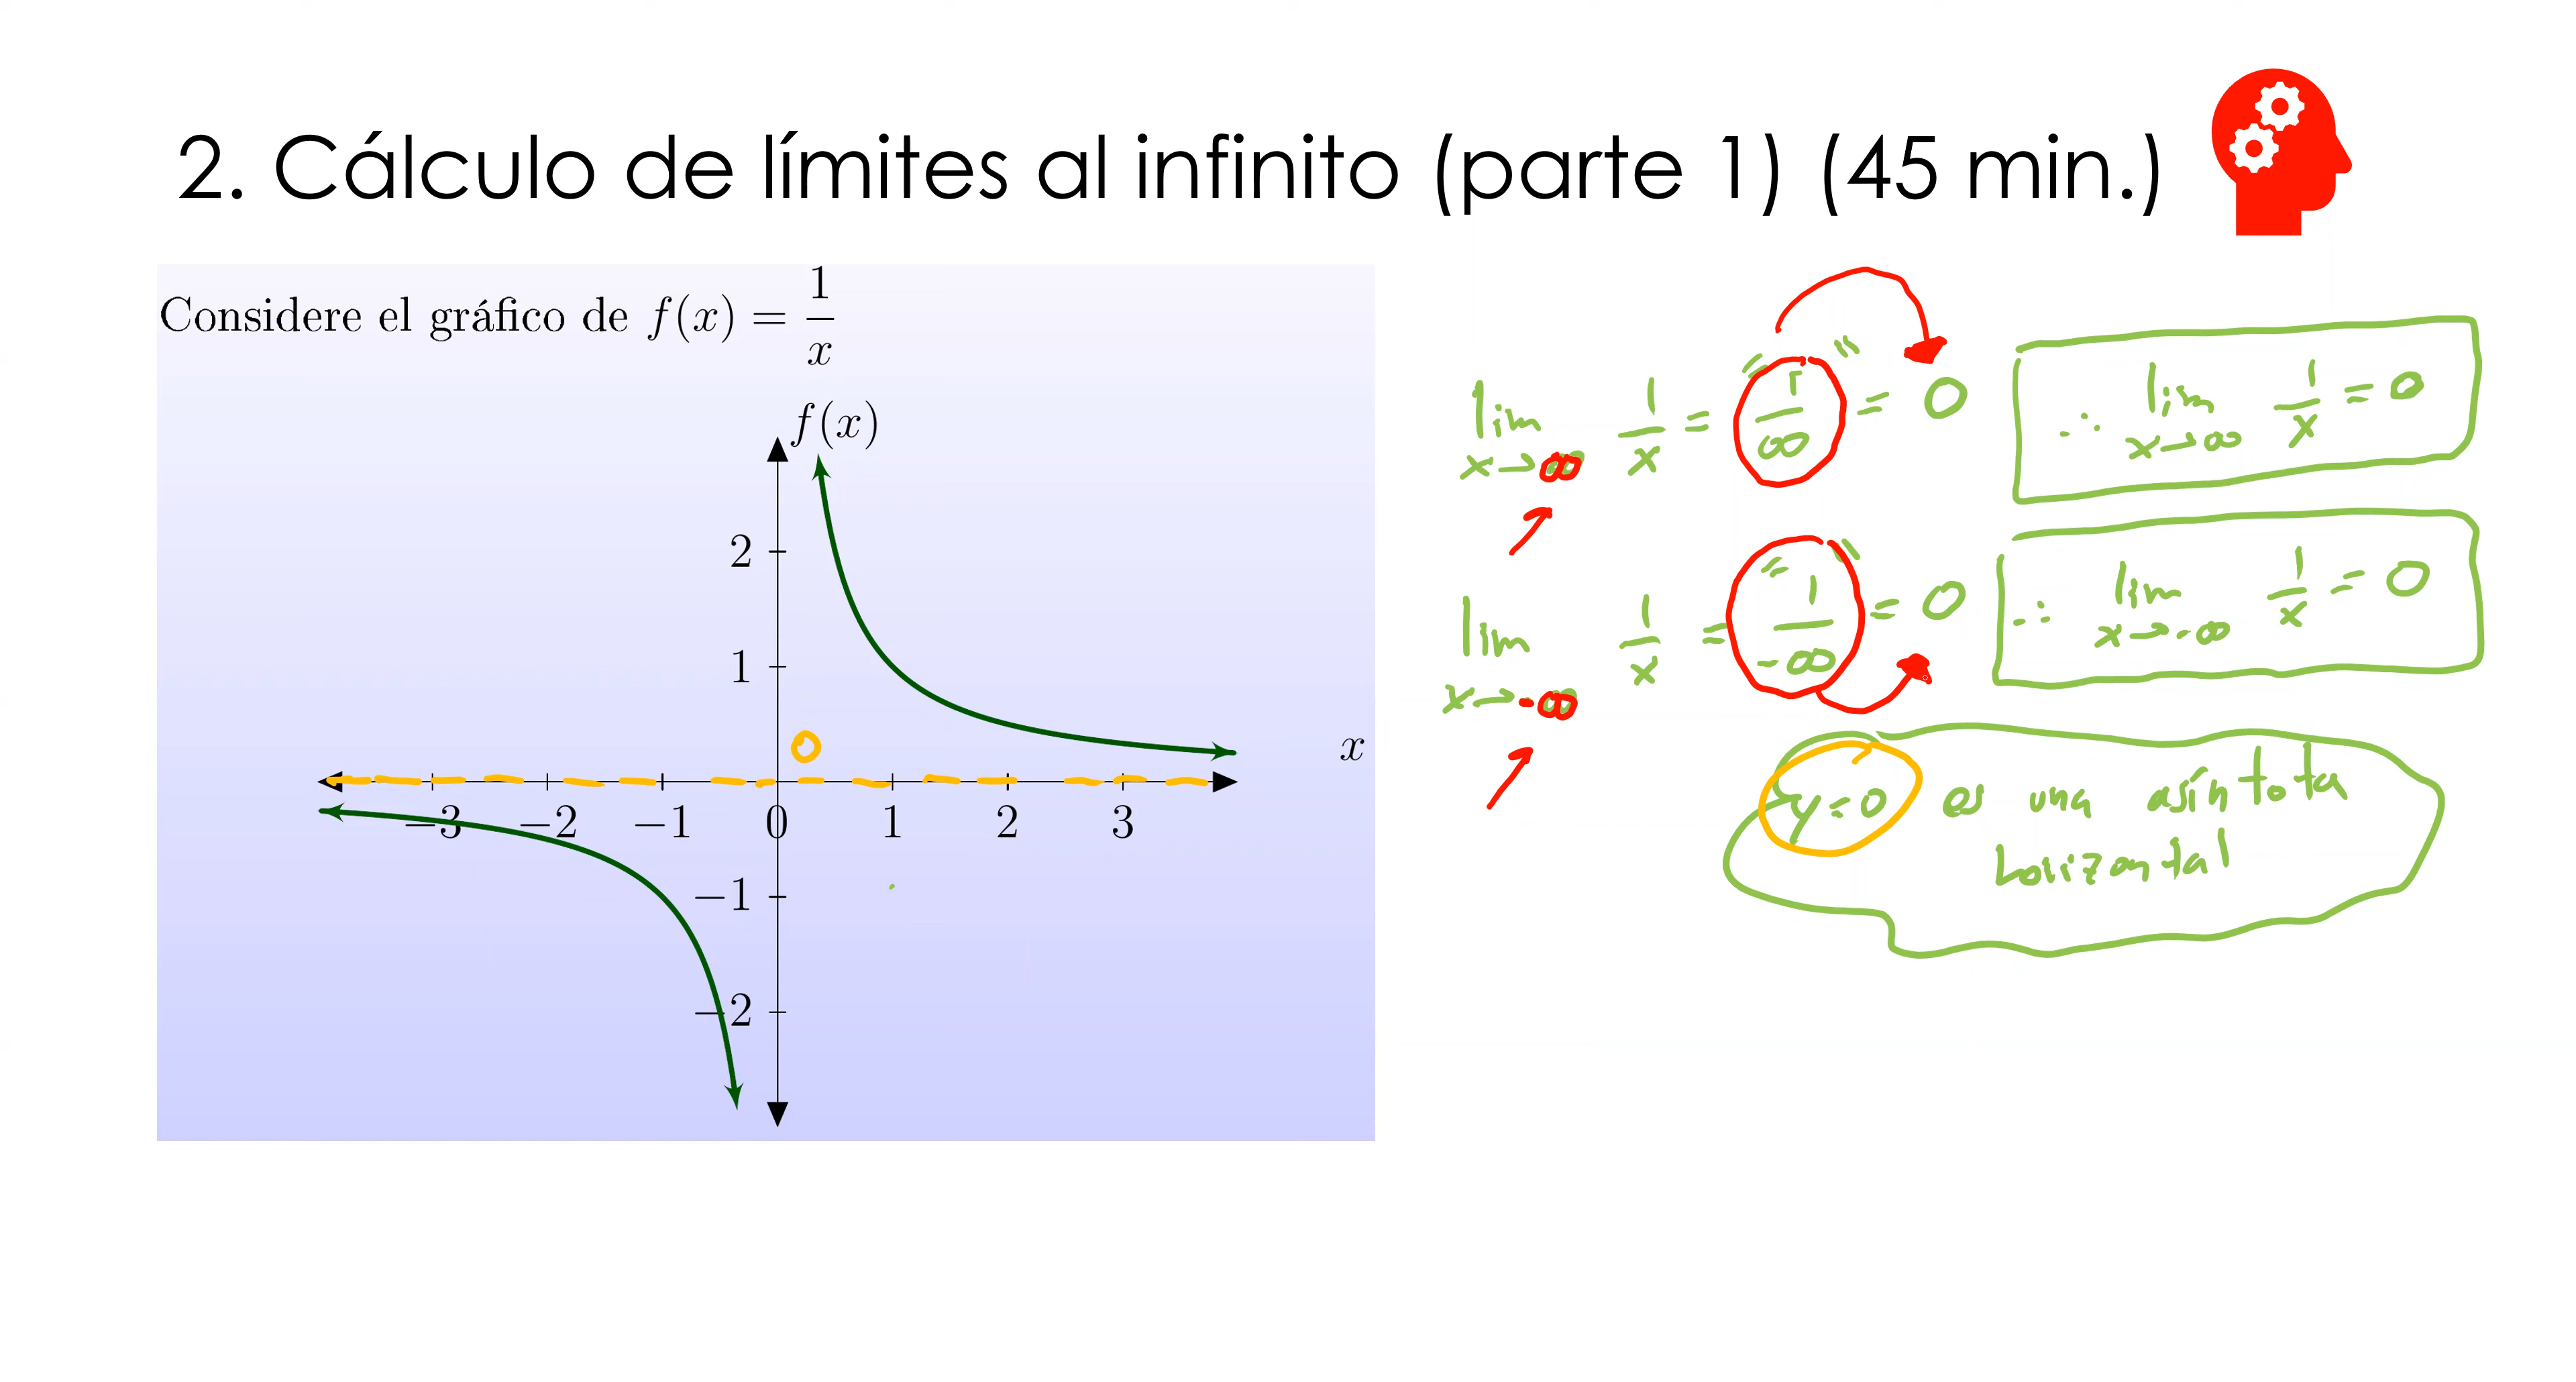 2. Cálculo de límites al infinito (parte 1) (45 min.)
Considere el gráfico de f(x) = 1/x
f(x)
2
1
x
0
−3 −2 −1 0 1 2 3
−1
−2
lim x→∞ 1/x = "1/∞" = 0
∴ lim x→∞ 1/x = 0
lim x→-∞ 1/x = "1/-∞" = 0
∴ lim x→-∞ 1/x = 0
y=0 es una asíntota
horizontal